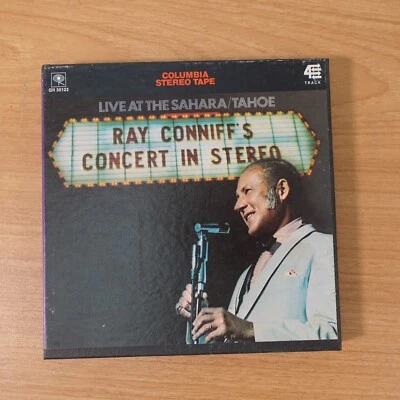 COLUMBIA
STEREO TAPE
4
TRACK
LIVE AT THE SAHARA/TAHOE
RAY CONNIFF'S
CONCERT IN STEREO